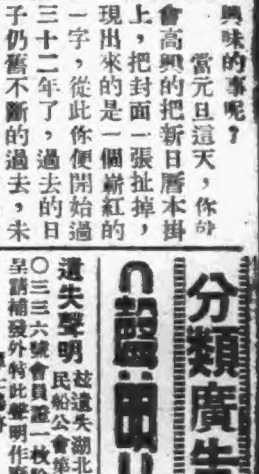 興味的事呢?
當元旦這天,你
會高興的把新日曆本掛
上,把封面一張扯掉,
現出來的是一個嶄紅的
一字,從此你便開始過
三十二年了,過去的日
子仍舊不斷的過去,未
分類廣告
聲明
遺失聲明
茲遺失湖北
民船公會第
〇三三六號會員證一枚除
呈請補發外特此聲明作廢